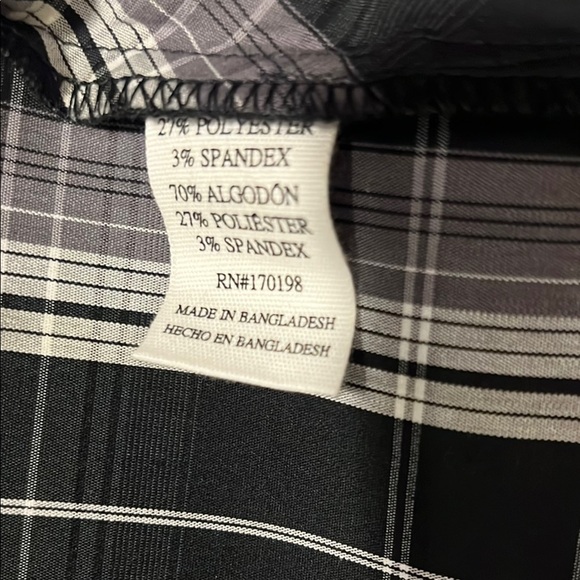 27% POLYESTER
3% SPANDEX
70% ALGODÓN
27% POLIÉSTER
3% SPANDEX
RN#170198
MADE IN BANGLADESH
HECHO EN BANGLADESH